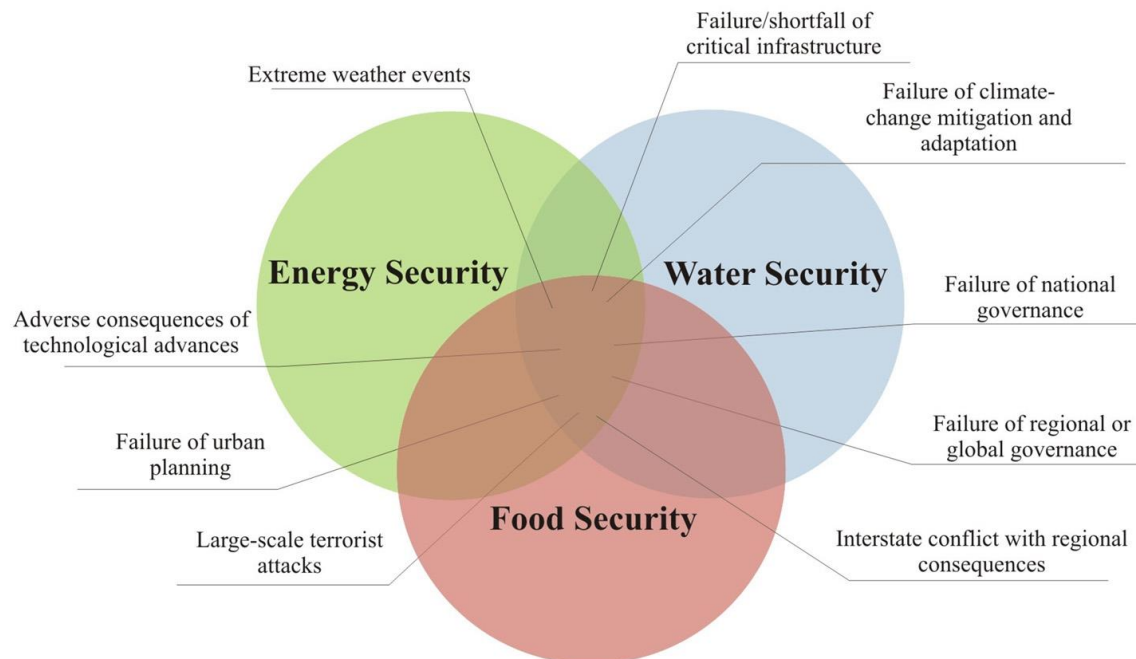 Failure/shortfall of
critical infrastructure
Extreme weather events
Failure of climate-
change mitigation and
adaptation
Energy Security
Water Security
Failure of national
governance
Adverse consequences of
technological advances
Failure of urban
planning
Failure of regional or
global governance
Food Security
Large-scale terrorist
attacks
Interstate conflict with regional
consequences